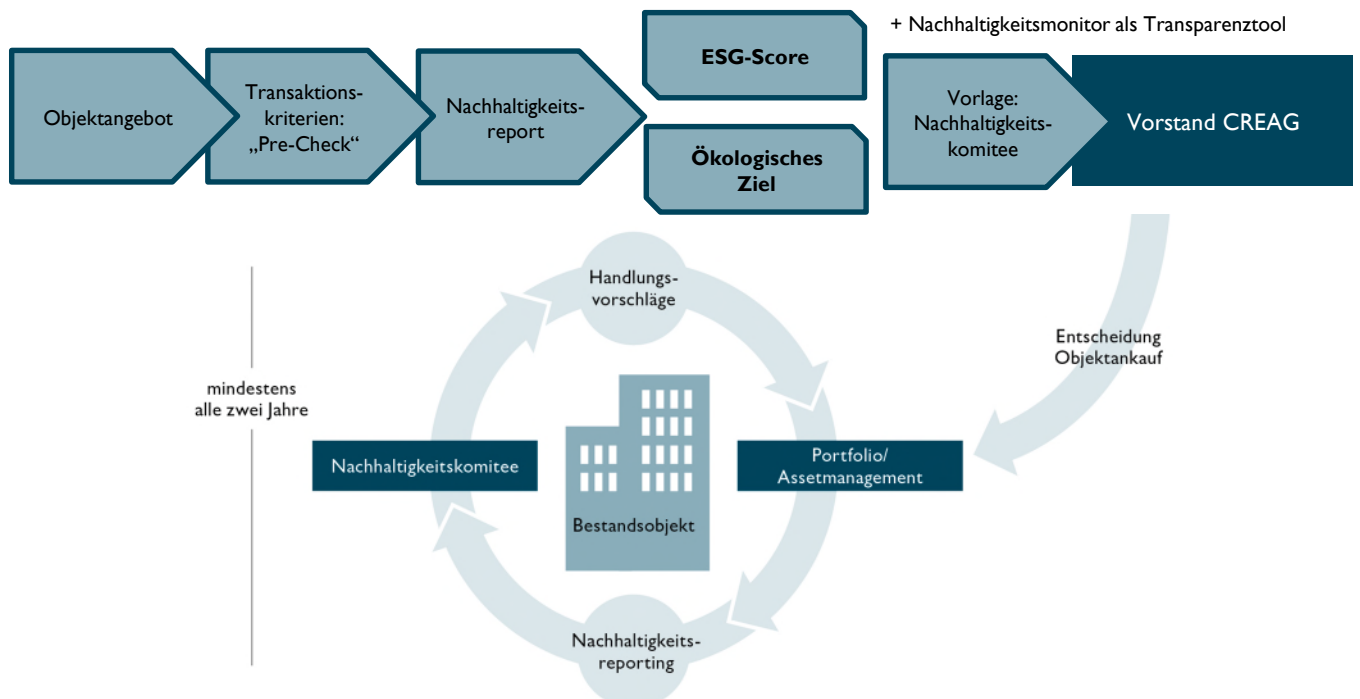 + Nachhaltigkeitsmonitor als Transparenztool
Objektangebot
Transaktions-
kriterien:
„Pre-Check“
Nachhaltigkeits-
report
ESG-Score
Ökologisches
Ziel
Vorlage:
Nachhaltigkeits-
komitee
Vorstand CREAG
Entscheidung
Objektankauf
Handlungs-
vorschläge
mindestens
alle zwei Jahre
Nachhaltigkeitskomitee
Bestandsobjekt
Portfolio/
Assetmanagement
Nachhaltigkeits-
reporting